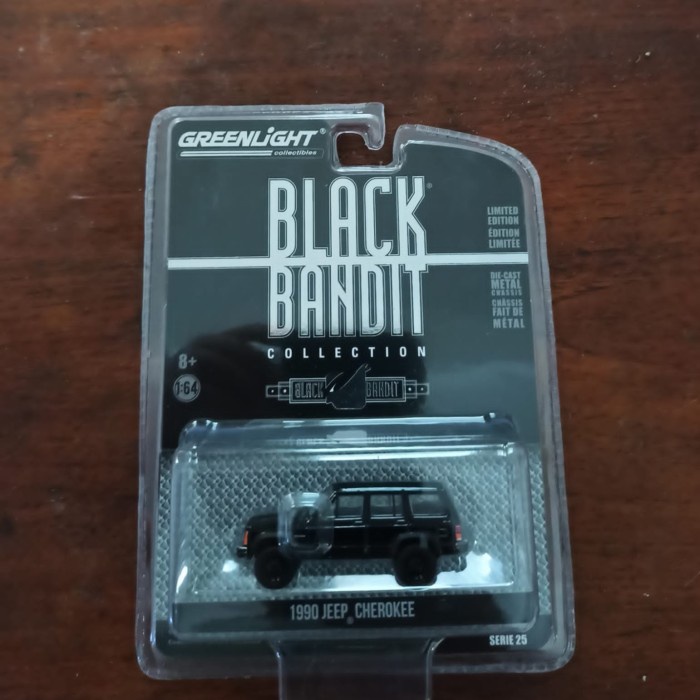 GREENLiGHT®
collectibles
BLACK
BANDIT®
COLLECTION
LIMITED
EDITION
ÉDITION
LIMITÉE
DIE-CAST
METAL
CHASSIS
CHÂSSIS
FAIT DE
MÉTAL
8+
1:64
BLACK BANDIT
1990 JEEP® CHEROKEE
SERIE 25